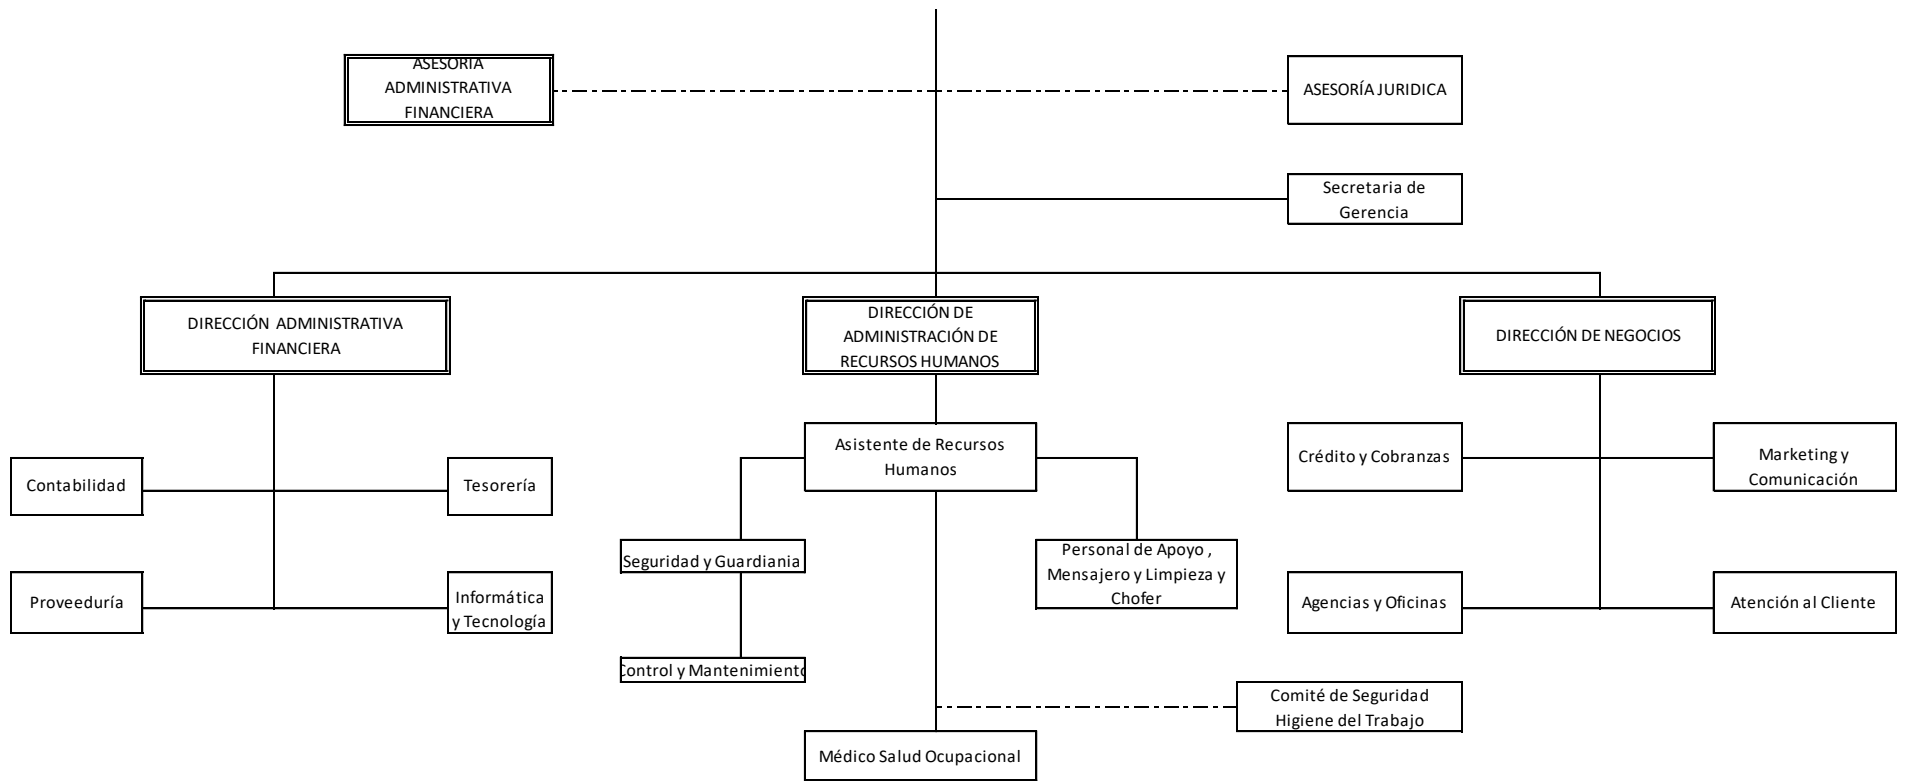 ASESORÍA
ADMINISTRATIVA
FINANCIERA
ASESORÍA JURIDICA
Secretaria de
Gerencia
DIRECCIÓN ADMINISTRATIVA
FINANCIERA
DIRECCIÓN DE
ADMINISTRACIÓN DE
RECURSOS HUMANOS
DIRECCIÓN DE NEGOCIOS
Contabilidad
Tesorería
Asistente de Recursos
Humanos
Crédito y Cobranzas
Marketing y
Comunicación
Seguridad y Guardiania
Personal de Apoyo ,
Mensajero y Limpieza y
Chofer
Proveeduría
Informática
y Tecnología
Agencias y Oficinas
Atención al Cliente
Control y Mantenimiento
Comité de Seguridad
Higiene del Trabajo
Médico Salud Ocupacional